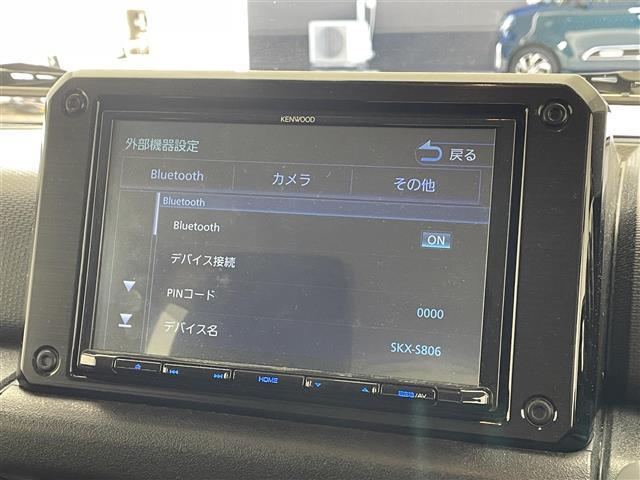 KENWOOD
外部機器設定
戻る
Bluetooth カメラ その他
Bluetooth
Bluetooth ON
デバイス接続
PINコード 0000
デバイス名 SKX-S806
HOME
/AV